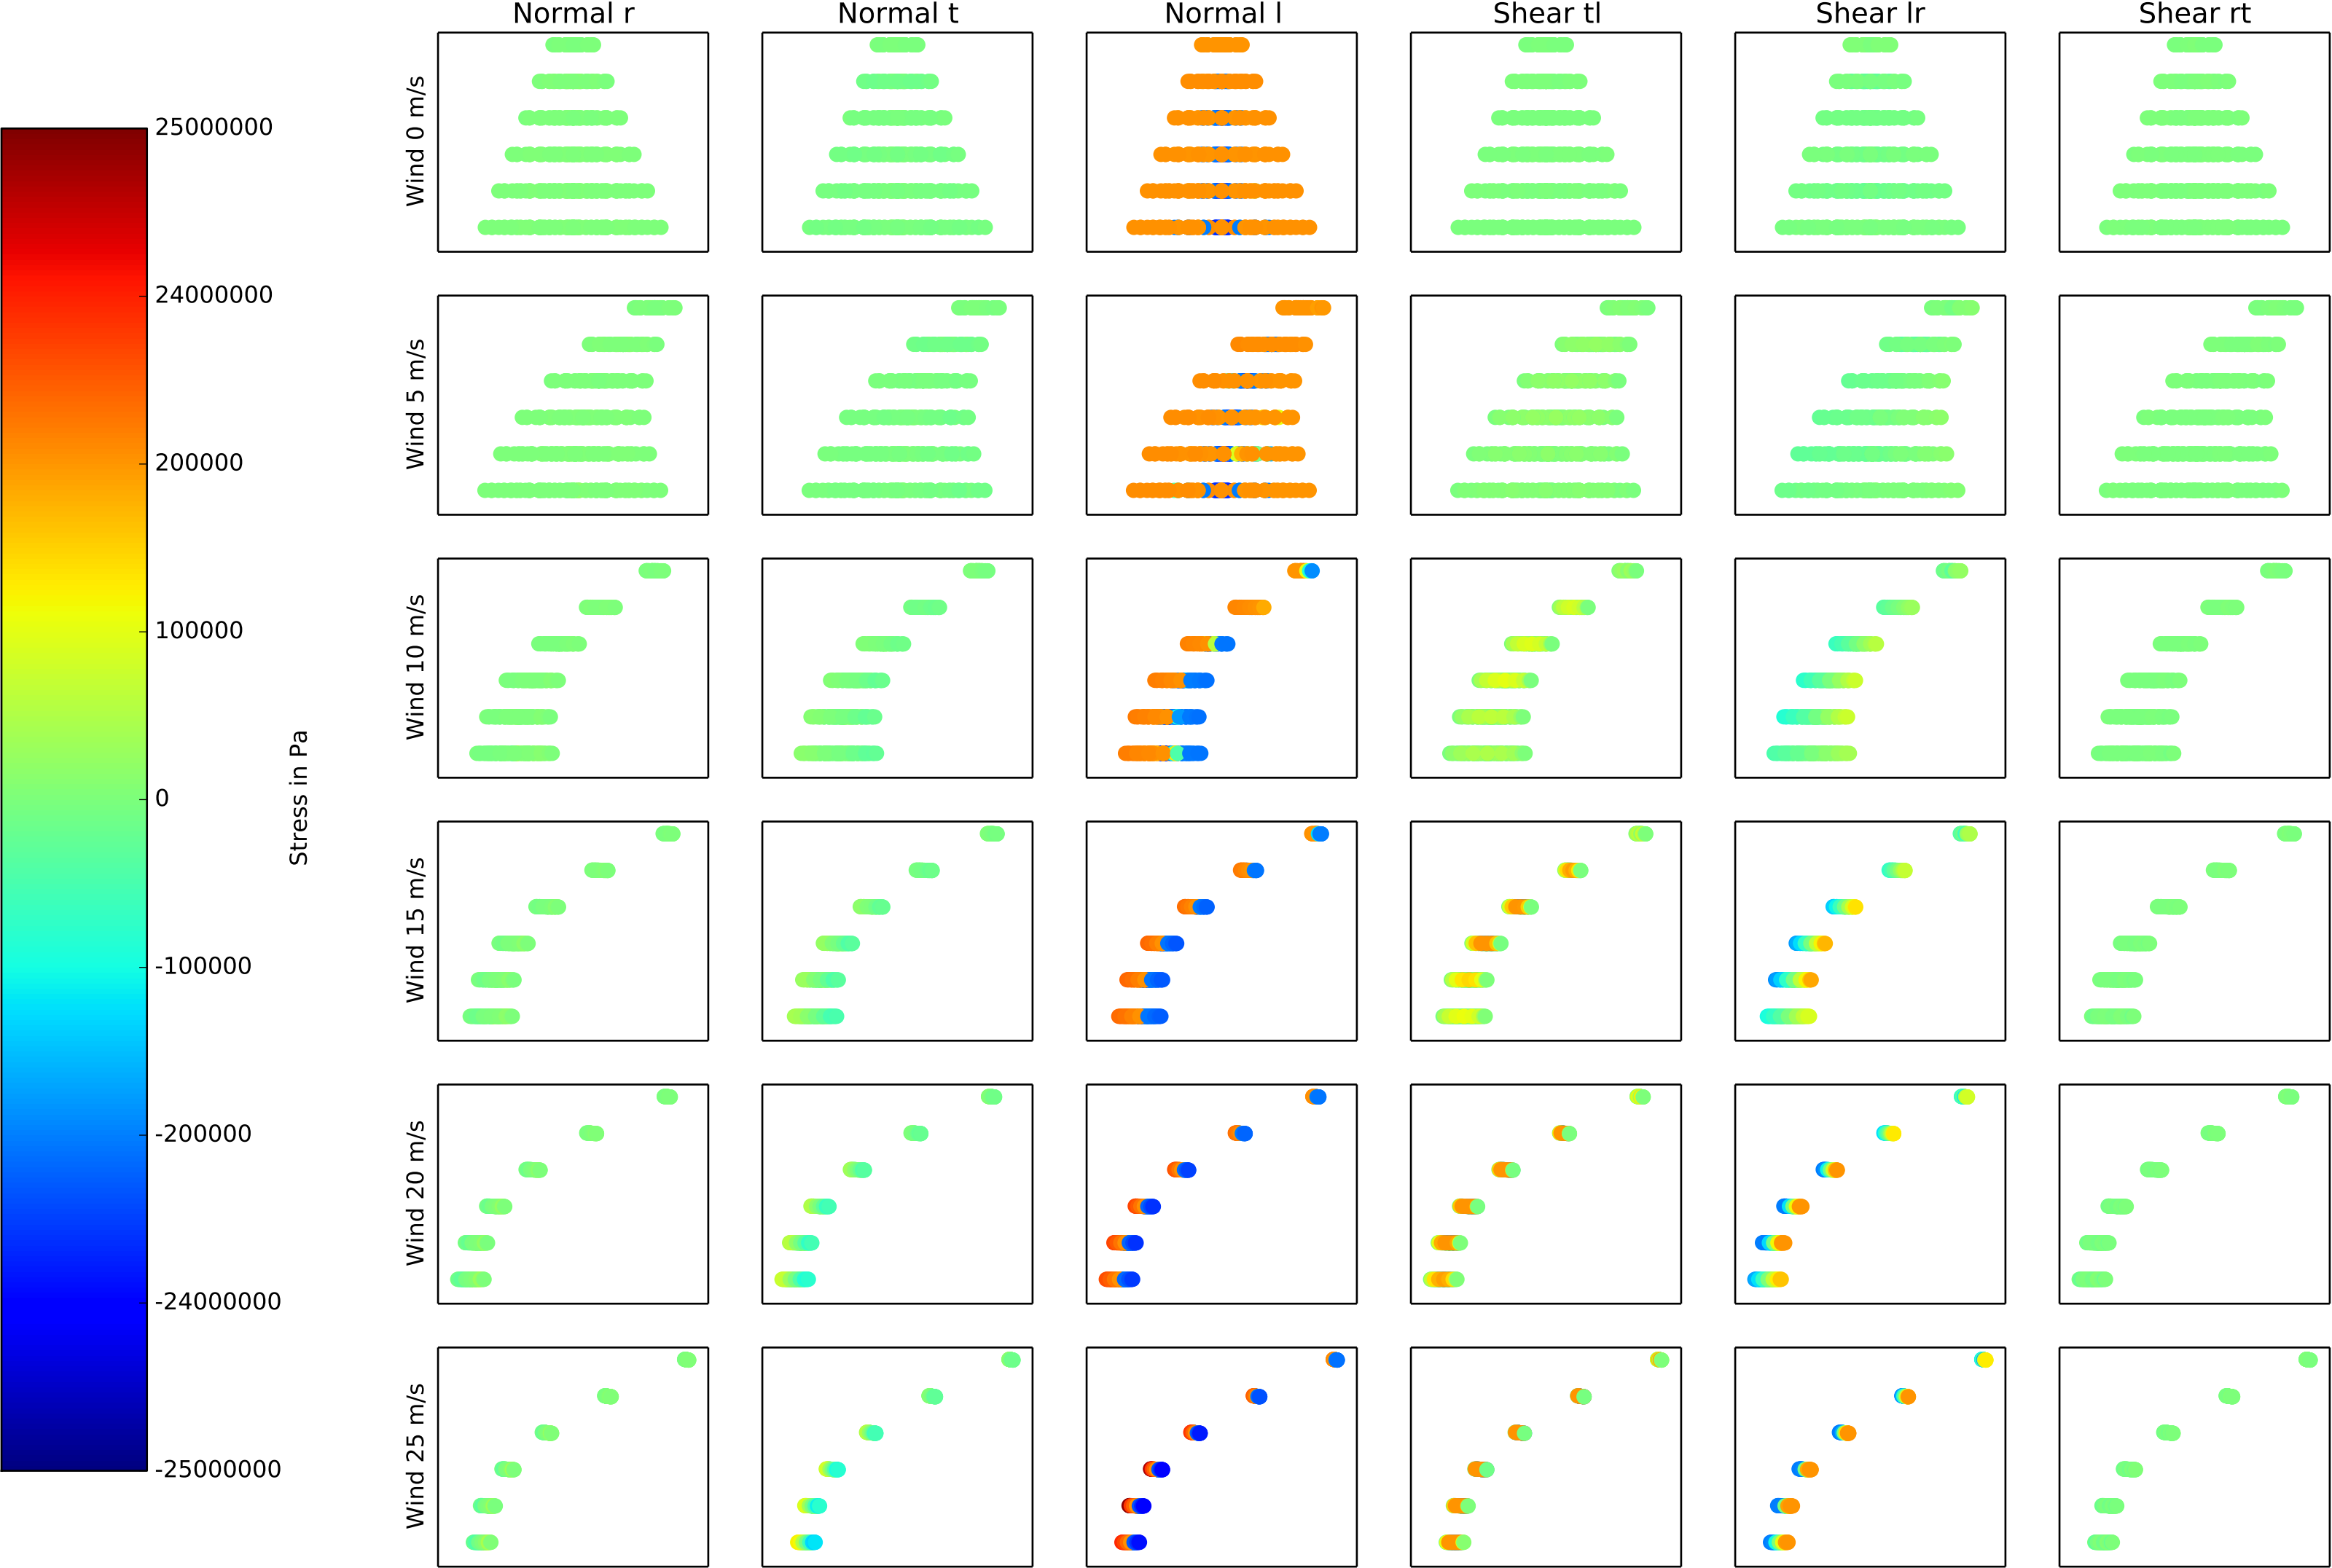 Normal r
Normal t
Normal l
Shear tl
Shear lr
Shear rt
25000000
24000000
200000
100000
0
-100000
-200000
-24000000
-25000000
Stress in Pa
Wind 0 m/s
Wind 5 m/s
Wind 10 m/s
Wind 15 m/s
Wind 20 m/s
Wind 25 m/s